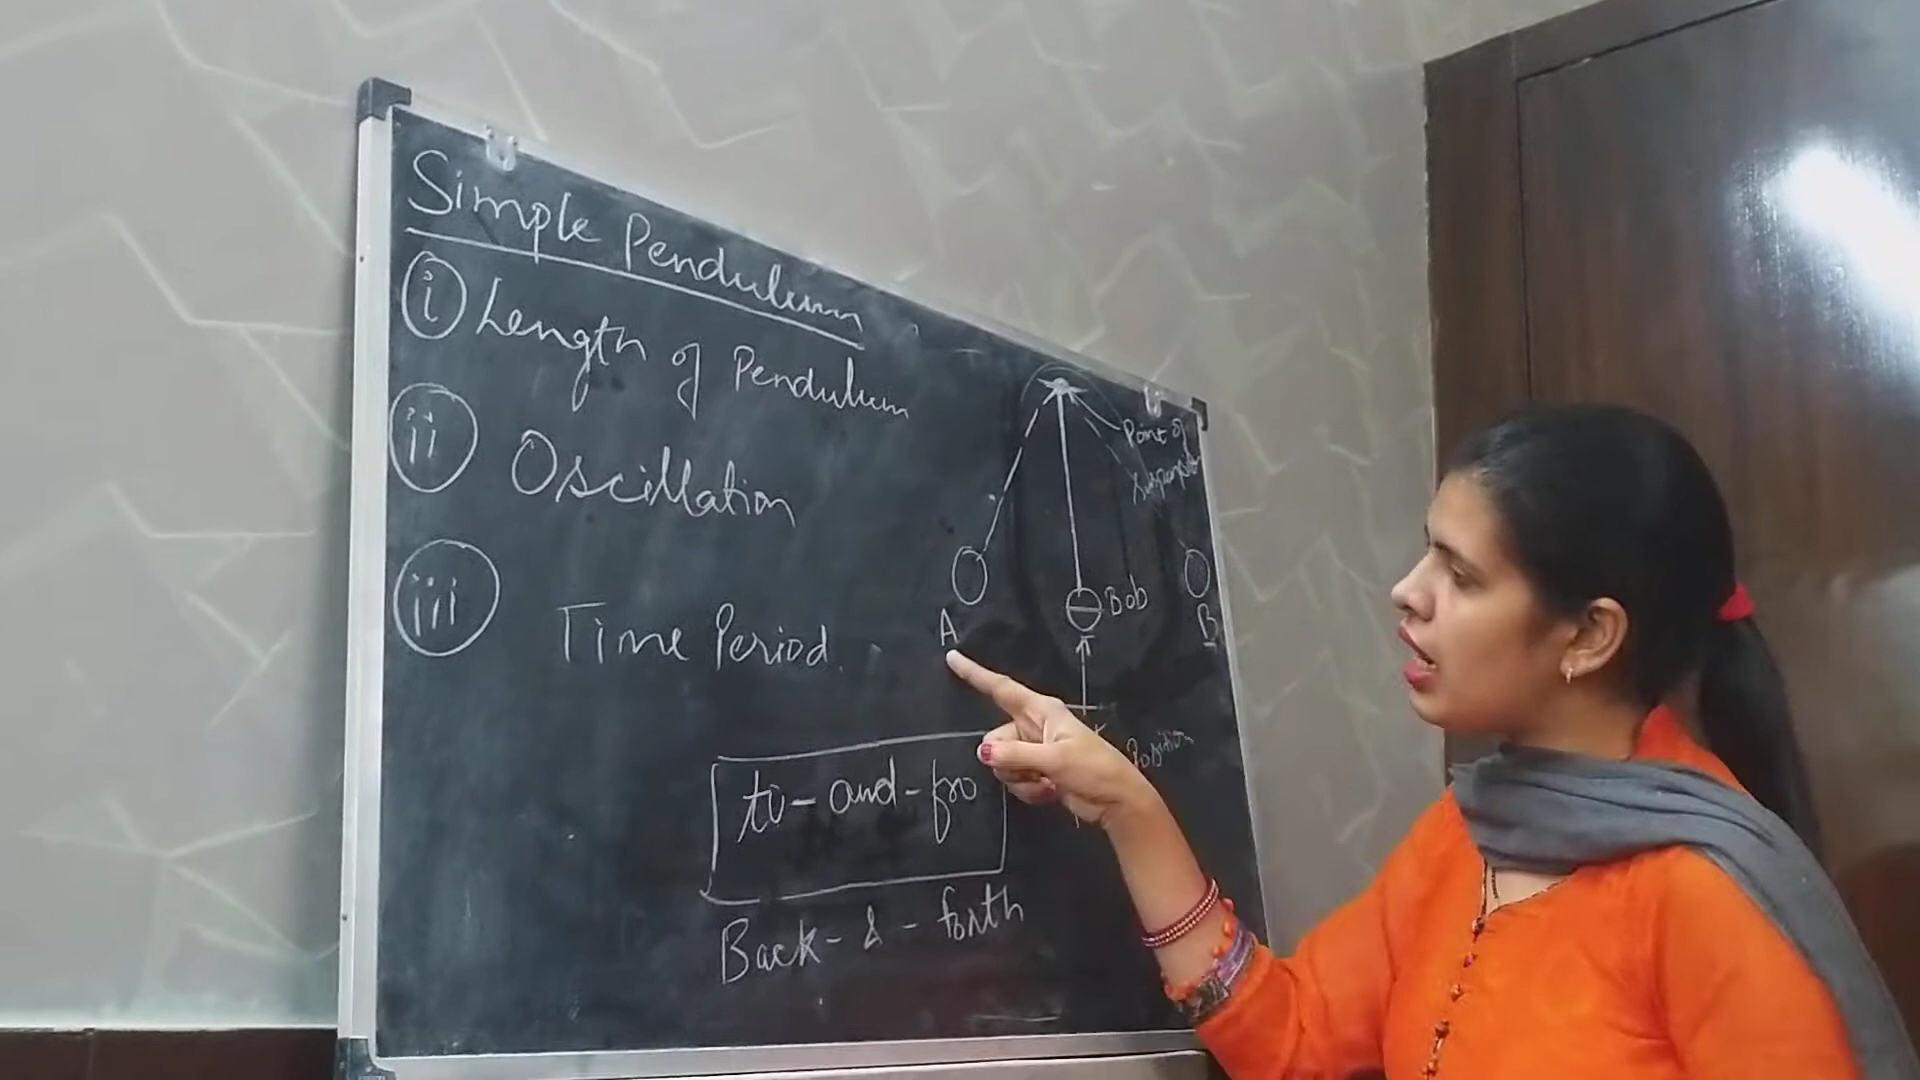 Simple Pendulum
i Length of Pendulum
ii Oscillation
iii Time Period
Point of
Suspension
Bob
A
B
Position
to-and-fro
Back-&-forth